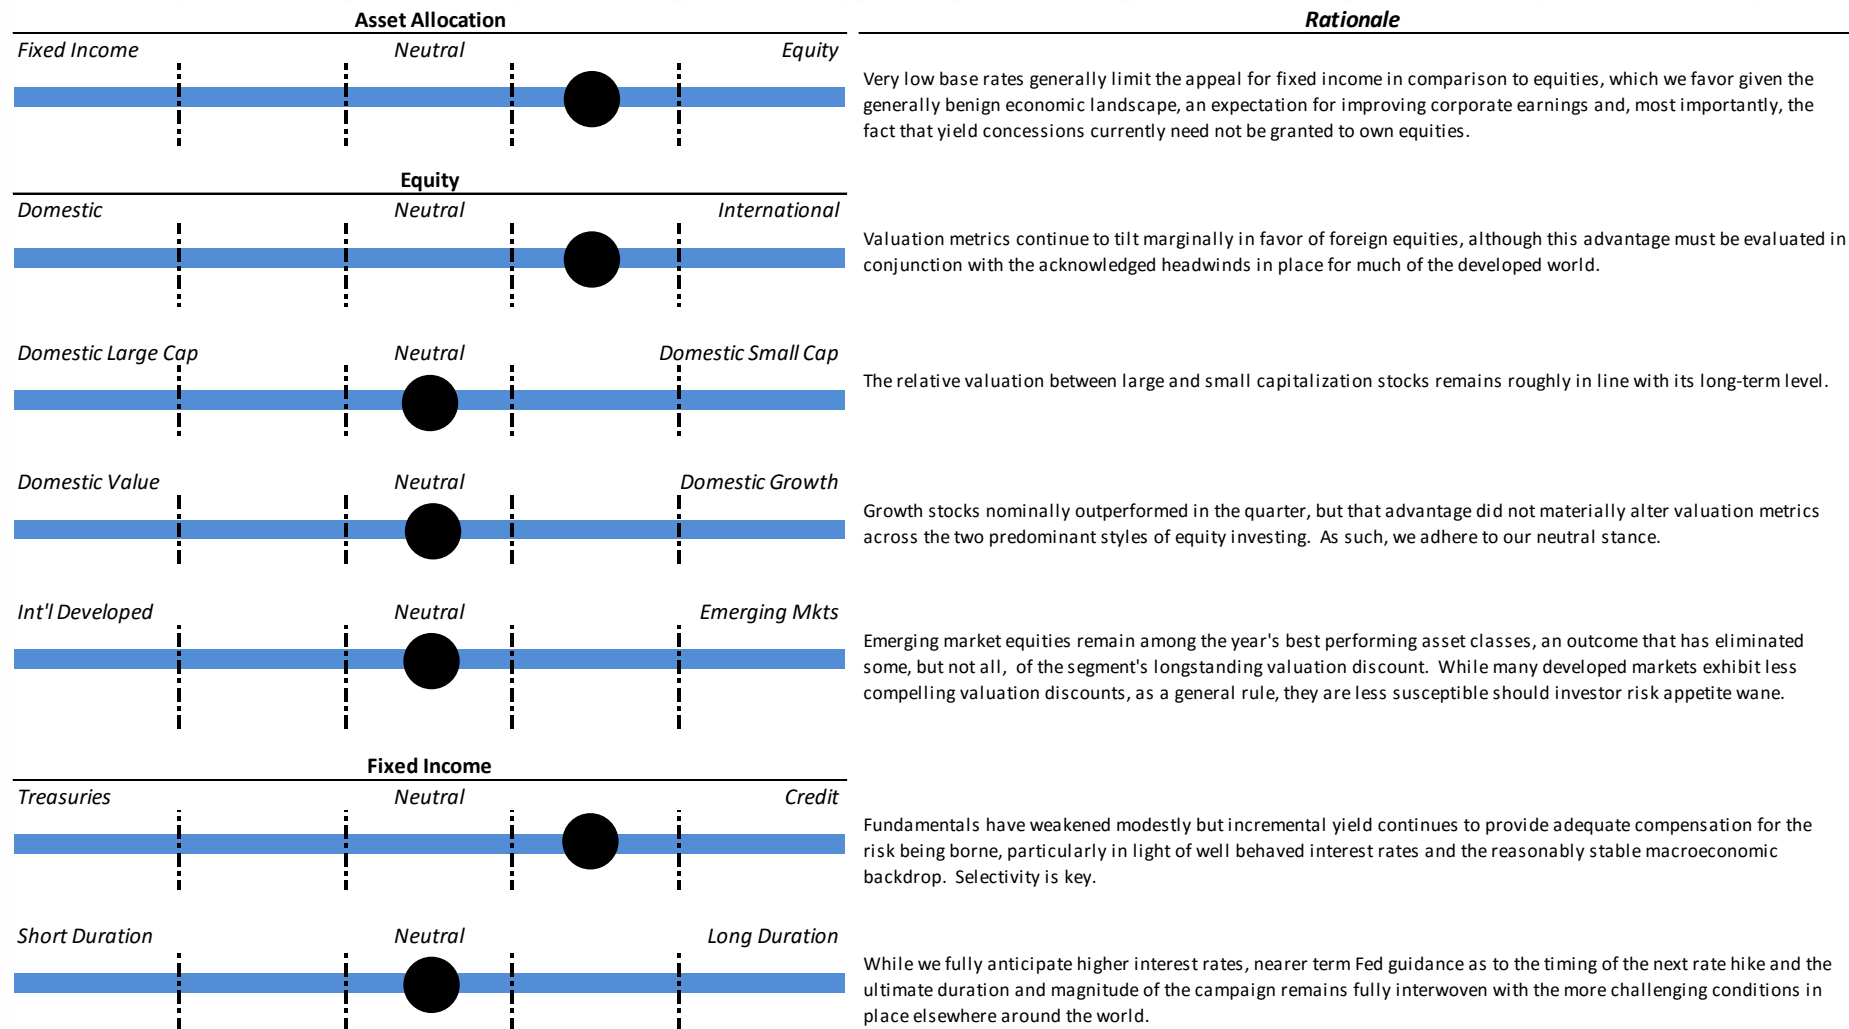 Asset Allocation
Rationale
Fixed Income Neutral Equity
Very low base rates generally limit the appeal for fixed income in comparison to equities, which we favor given the
generally benign economic landscape, an expectation for improving corporate earnings and, most importantly, the
fact that yield concessions currently need not be granted to own equities.
Equity
Domestic Neutral International
Valuation metrics continue to tilt marginally in favor of foreign equities, although this advantage must be evaluated in
conjunction with the acknowledged headwinds in place for much of the developed world.
Domestic Large Cap Neutral Domestic Small Cap
The relative valuation between large and small capitalization stocks remains roughly in line with its long-term level.
Domestic Value Neutral Domestic Growth
Growth stocks nominally outperformed in the quarter, but that advantage did not materially alter valuation metrics
across the two predominant styles of equity investing. As such, we adhere to our neutral stance.
Int'l Developed Neutral Emerging Mkts
Emerging market equities remain among the year's best performing asset classes, an outcome that has eliminated
some, but not all, of the segment's longstanding valuation discount. While many developed markets exhibit less
compelling valuation discounts, as a general rule, they are less susceptible should investor risk appetite wane.
Fixed Income
Treasuries Neutral Credit
Fundamentals have weakened modestly but incremental yield continues to provide adequate compensation for the
risk being borne, particularly in light of well behaved interest rates and the reasonably stable macroeconomic
backdrop. Selectivity is key.
Short Duration Neutral Long Duration
While we fully anticipate higher interest rates, nearer term Fed guidance as to the timing of the next rate hike and the
ultimate duration and magnitude of the campaign remains fully interwoven with the more challenging conditions in
place elsewhere around the world.